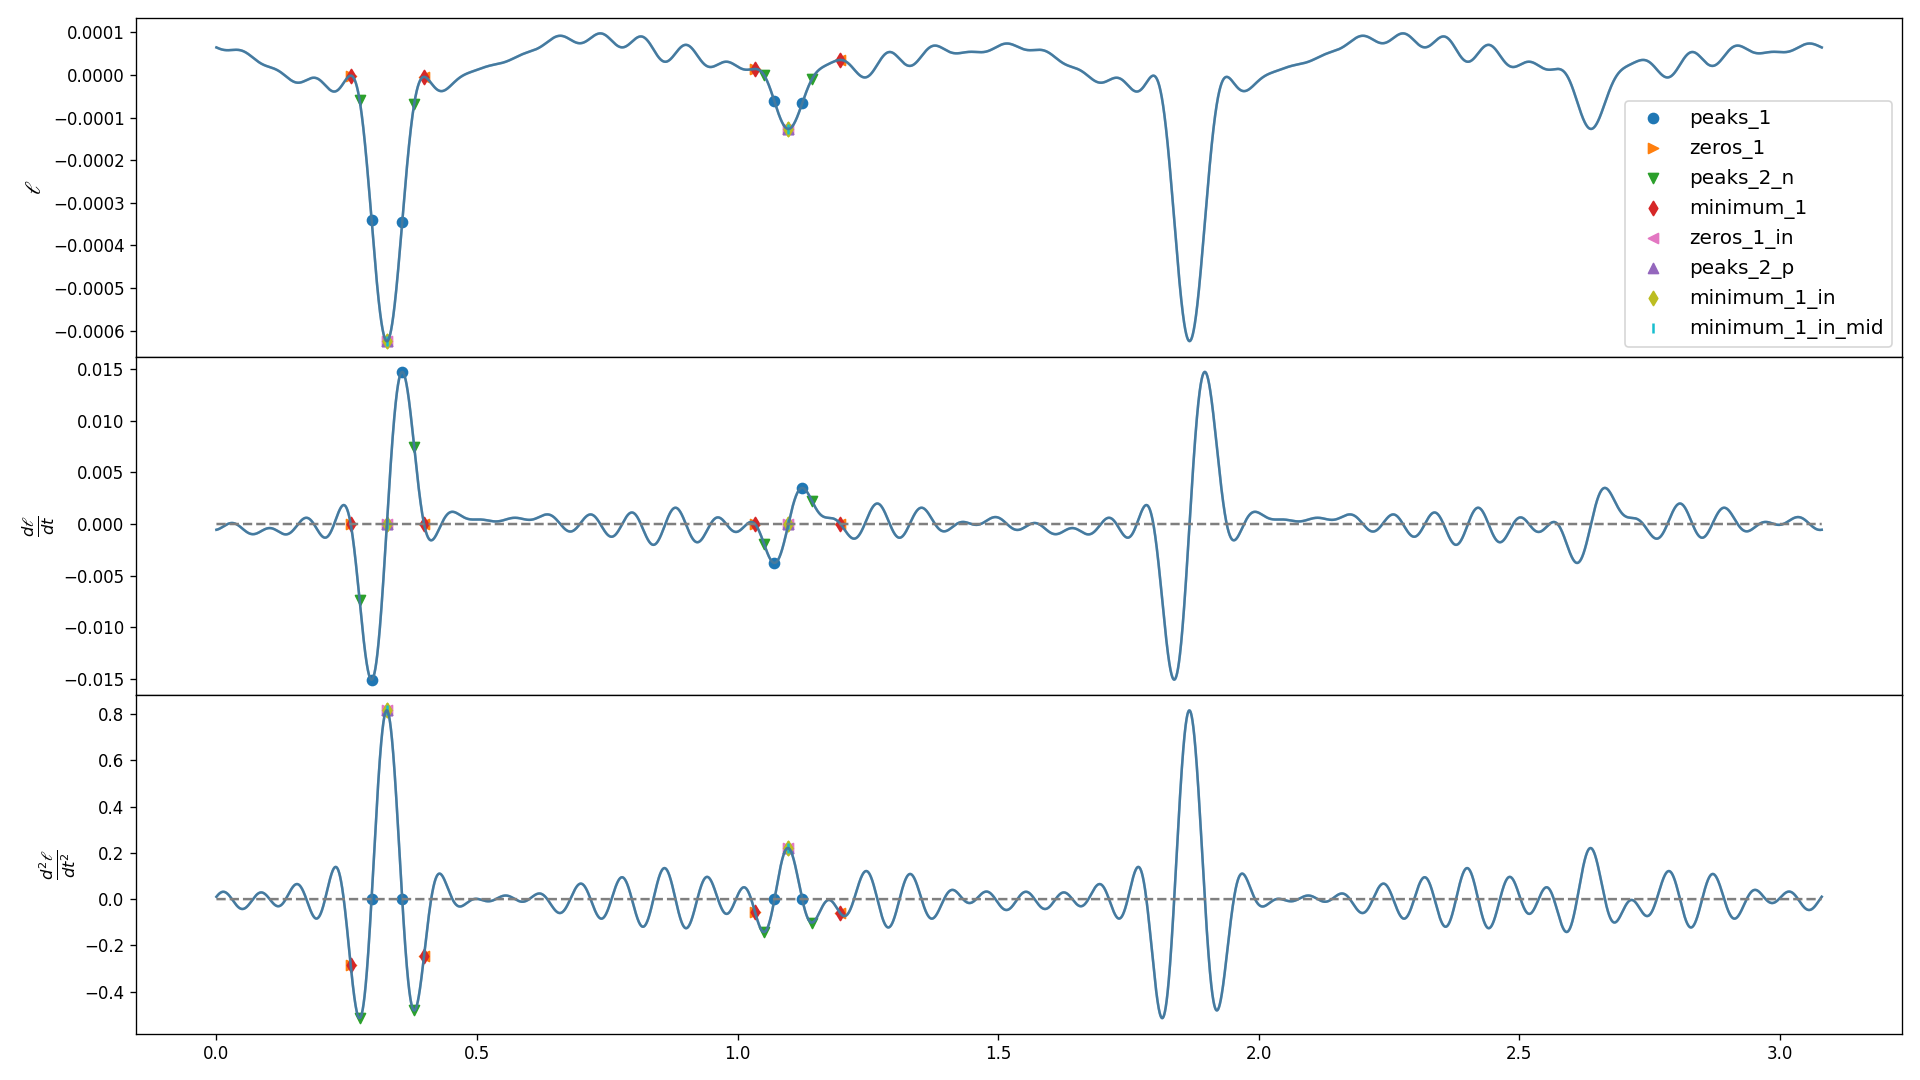 0.0001
0.0000
−0.0001
−0.0002
−0.0003
−0.0004
−0.0005
−0.0006
ℓ
peaks_1
zeros_1
peaks_2_n
minimum_1
zeros_1_in
peaks_2_p
minimum_1_in
minimum_1_in_mid
0.015
0.010
0.005
0.000
−0.005
−0.010
−0.015
dℓ
dt
0.8
0.6
0.4
0.2
0.0
−0.2
−0.4
d²ℓ
dt²
0.0 0.5 1.0 1.5 2.0 2.5 3.0